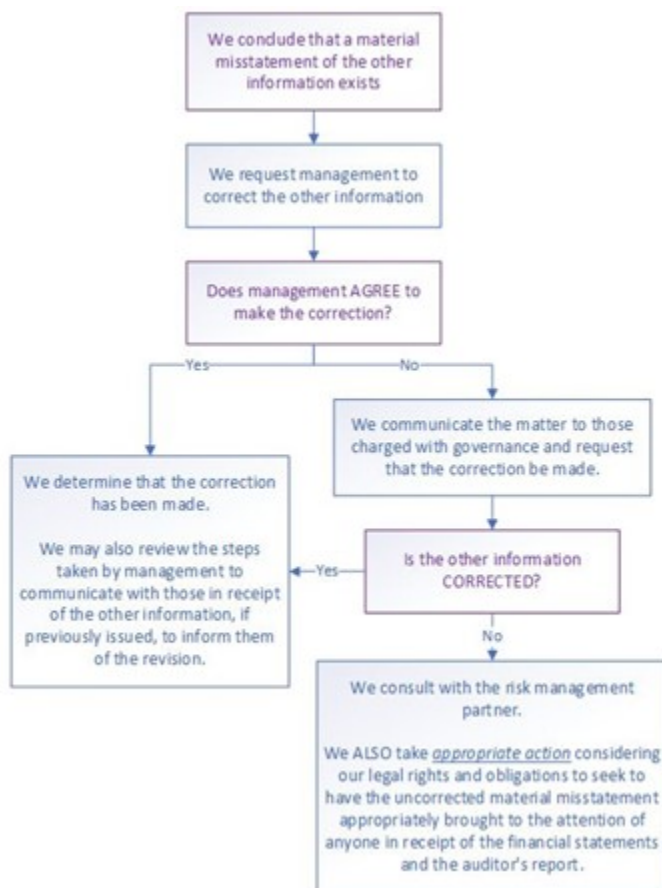 We conclude that a material
misstatement of the other
information exists
We request management to
correct the other information
Does management AGREE to
make the correction?
Yes
No
We communicate the matter to those
charged with governance and request
that the correction be made.
We determine that the correction
has been made.
We may also review the steps
taken by management to
communicate with those in receipt
of the other information, if
previously issued, to inform them
of the revision.
Yes
Is the other information
CORRECTED?
No
We consult with the risk management
partner.
We ALSO take appropriate action considering
our legal rights and obligations to seek to
have the uncorrected material misstatement
appropriately brought to the attention of
anyone in receipt of the financial statements
and the auditor's report.